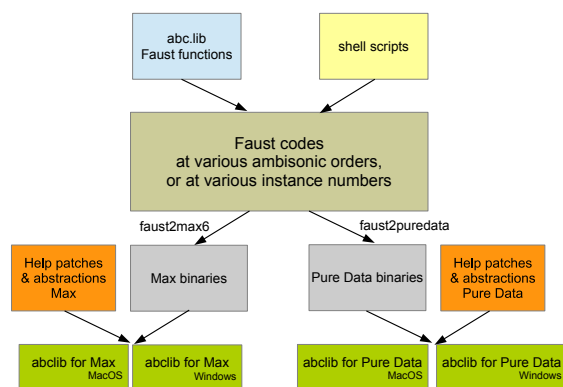 abc.lib
Faust functions
shell scripts
Faust codes
at various ambisonic orders,
or at various instance numbers
faust2max6
faust2puredata
Help patches
& abstractions
Max
Max binaries
Pure Data binaries
Help patches
& abstractions
Pure Data
abclib for Max
MacOS
abclib for Max
Windows
abclib for Pure Data
MacOS
abclib for Pure Data
Windows